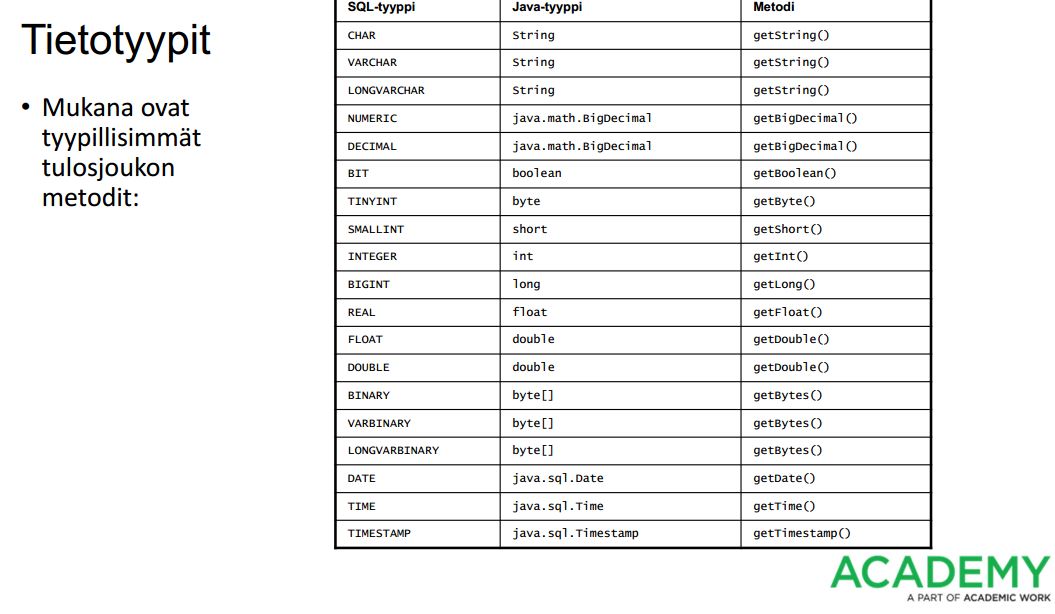 Tietotyypit
• Mukana ovat
tyypillisimmät
tulosjoukon
metodit:
SQL-tyyppi Java-tyyppi Metodi
CHAR String getString()
VARCHAR String getString()
LONGVARCHAR String getString()
NUMERIC java.math.BigDecimal getBigDecimal()
DECIMAL java.math.BigDecimal getBigDecimal()
BIT boolean getBoolean()
TINYINT byte getByte()
SMALLINT short getShort()
INTEGER int getInt()
BIGINT long getLong()
REAL float getFloat()
FLOAT double getDouble()
DOUBLE double getDouble()
BINARY byte[] getBytes()
VARBINARY byte[] getBytes()
LONGVARBINARY byte[] getBytes()
DATE java.sql.Date getDate()
TIME java.sql.Time getTime()
TIMESTAMP java.sql.Timestamp getTimestamp()
ACADEMY
A PART OF ACADEMIC WORK